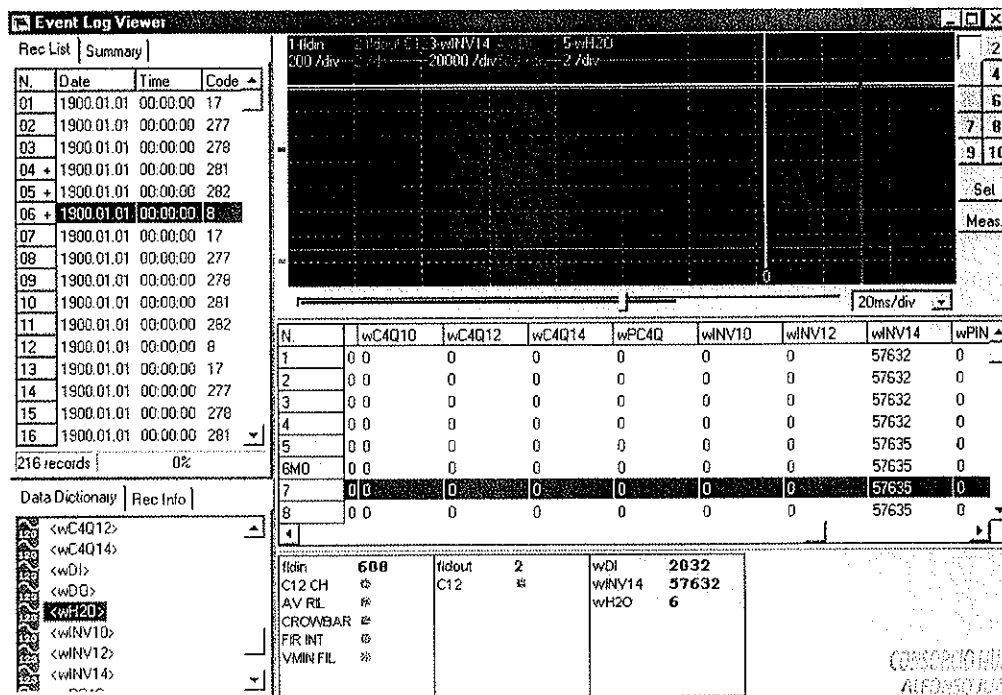 Event Log Viewer
Rec List Summary
N. Date Time Code
01 1900.01.01 00:00:00 17
02 1900.01.01 00:00:00 277
03 1900.01.01 00:00:00 278
04 + 1900.01.01 00:00:00 281
05 + 1900.01.01 00:00:00 282
06 + 1900.01.01 00:00:00 8
07 1900.01.01 00:00:00 17
08 1900.01.01 00:00:00 277
09 1900.01.01 00:00:00 278
10 1900.01.01 00:00:00 281
11 1900.01.01 00:00:00 282
12 1900.01.01 00:00:00 8
13 1900.01.01 00:00:00 17
14 1900.01.01 00:00:00 277
15 1900.01.01 00:00:00 278
16 1900.01.01 00:00:00 281
216 records 0%
Data Dictionary Rec Info
<wC4Q12>
<wC4Q14>
<wDI>
<wDO>
<wH2O>
<wINV10>
<wINV12>
<wINV14>
1-fldin 3-wINV14 5-wH2O
200 /div 20000 /div 2 /div
0
2
4
6
7 8
9 10
Sel
Meas.
20ms/div
N. wC4Q10 wC4Q12 wC4Q14 wPC4Q wINV10 wINV12 wINV14 wPIN
1 0 0 0 0 0 0 0 57632 0
2 0 0 0 0 0 0 0 57632 0
3 0 0 0 0 0 0 0 57632 0
4 0 0 0 0 0 0 0 57632 0
5 0 0 0 0 0 0 0 57635 0
6M0 0 0 0 0 0 0 0 57635 0
7 0 0 0 0 0 0 0 57635 0
8 0 0 0 0 0 0 0 57635 0
fldin 608
C12 CH
AV RIL
CROWBAR
FIR INT
VMIN FIL
fldout 2
C12
wDI 2032
wINV14 57632
wH2O 6